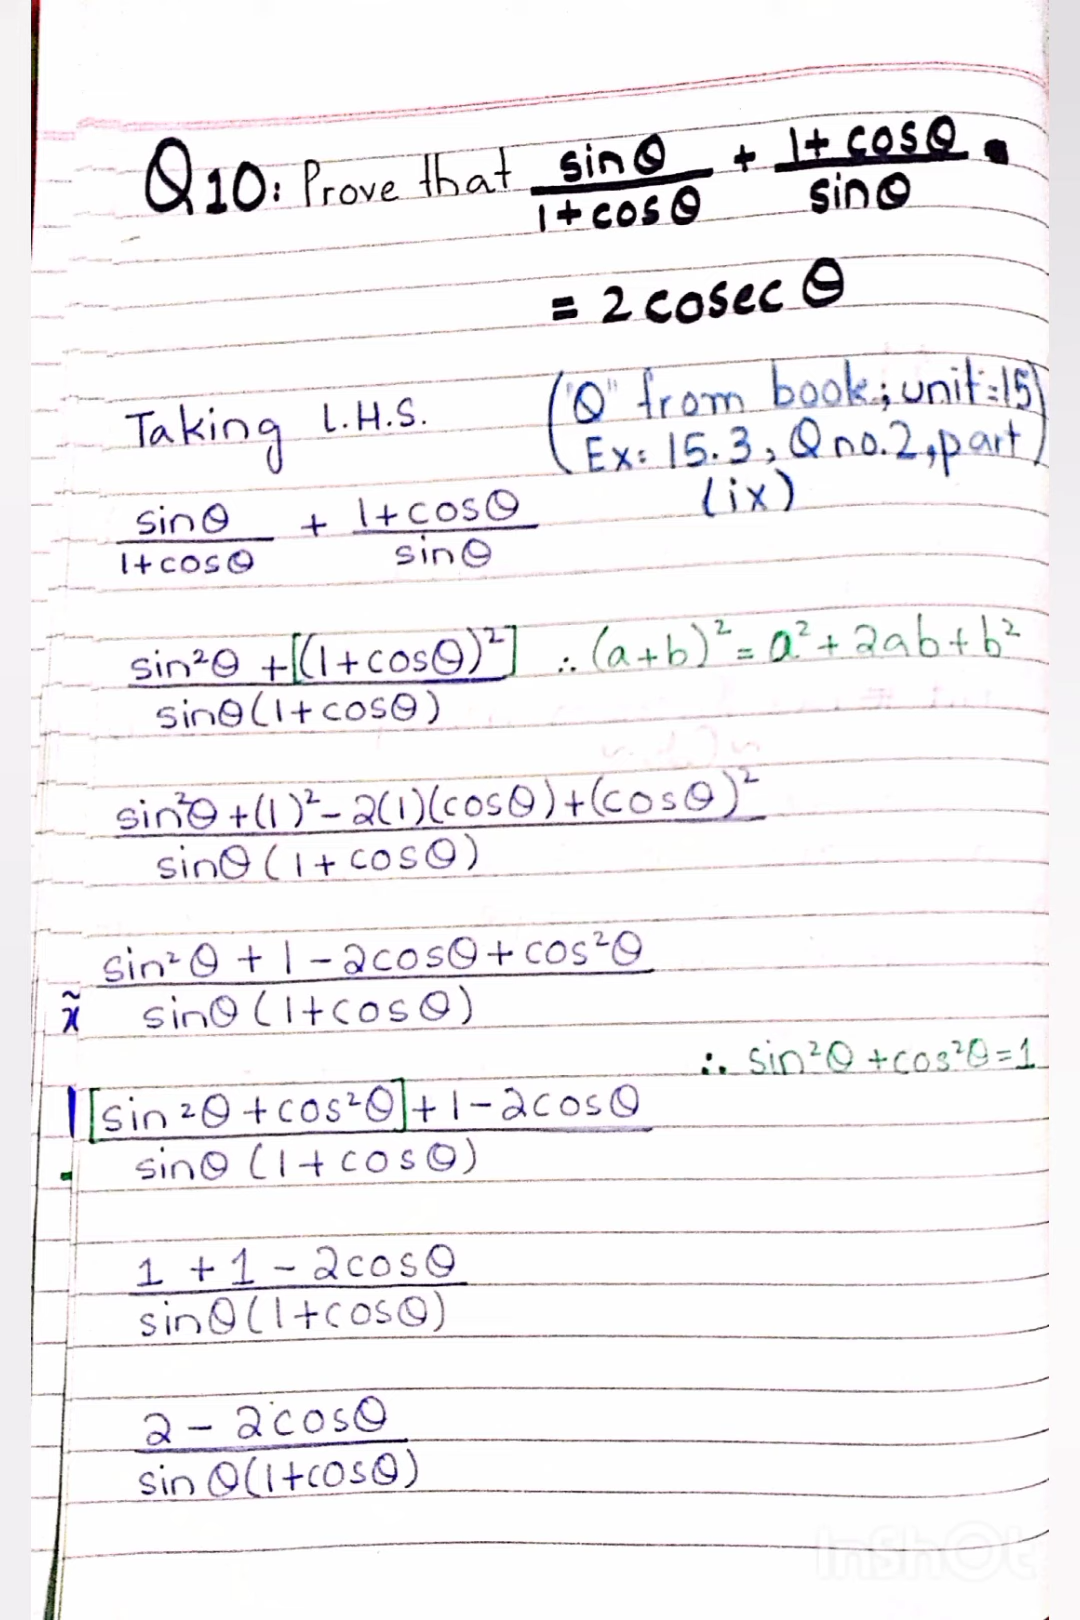 Q10: Prove that sinθ/1+cosθ + 1+cosθ/sinθ
= 2cosecθ
Taking L.H.S.
("Q" from book; unit:15
Ex: 15.3, Q no.2, part
(ix)
sinθ/1+cosθ + 1+cosθ/sinθ
sin²θ +[(1+cosθ)²]/sinθ(1+cosθ) ∴ (a+b)² = a²+2ab+b²
sin²θ+(1)²-2(1)(cosθ)+(cosθ)²/sinθ(1+cosθ)
sin²θ+1-2cosθ+cos²θ/sinθ(1+cosθ)
∴ sin²θ+cos²θ=1
[sin²θ+cos²θ]+1-2cosθ/sinθ(1+cosθ)
1+1-2cosθ/sinθ(1+cosθ)
2-2cosθ/sinθ(1+cosθ)
InShOt